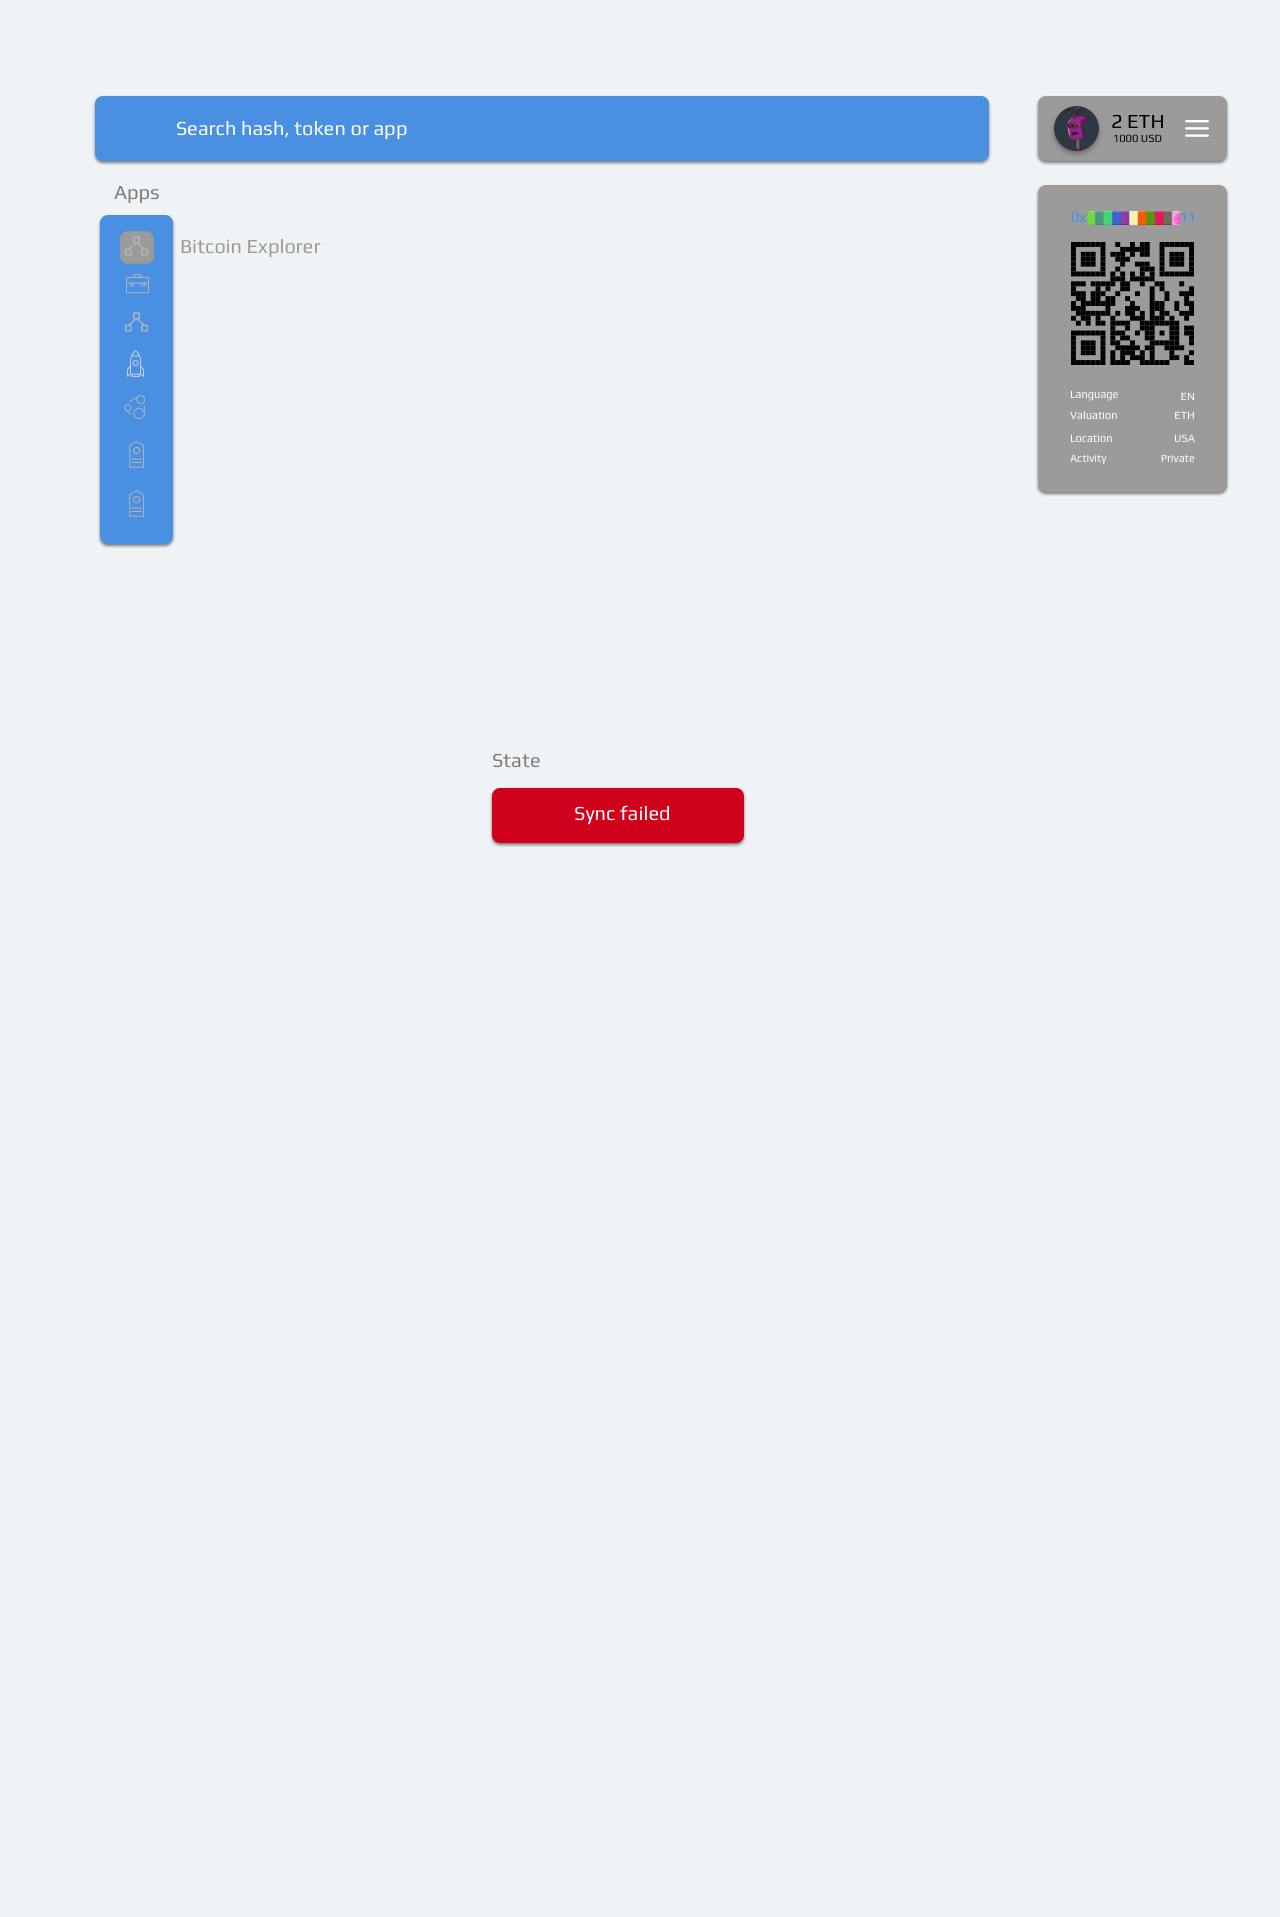 Search hash, token or app
2 ETH
1000 USD
Apps
0x 11
Bitcoin Explorer
Language EN
Valuation ETH
Location USA
Activity Private
State
Sync failed